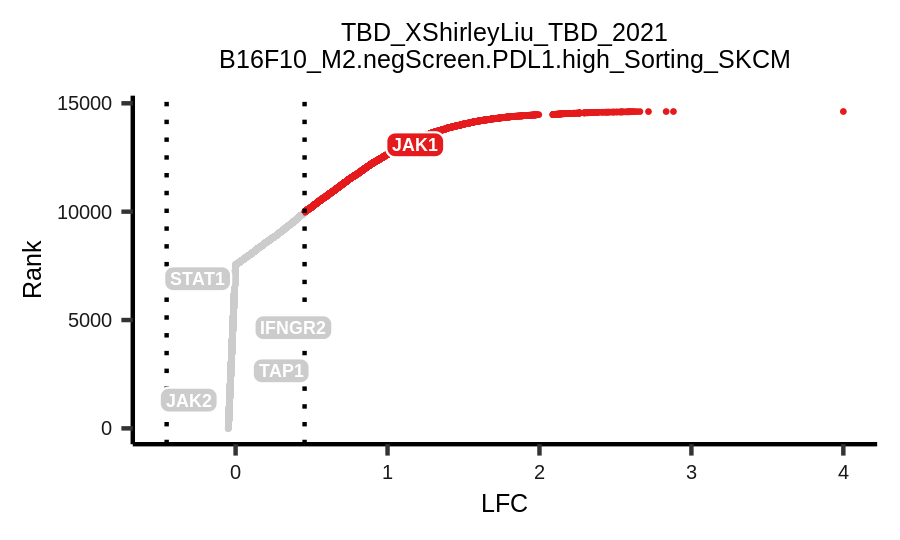 TBD_XShirleyLiu_TBD_2021
B16F10_M2.negScreen.PDL1.high_Sorting_SKCM
15000
10000
5000
0
Rank
JAK1
STAT1
IFNGR2
TAP1
JAK2
0 1 2 3 4
LFC